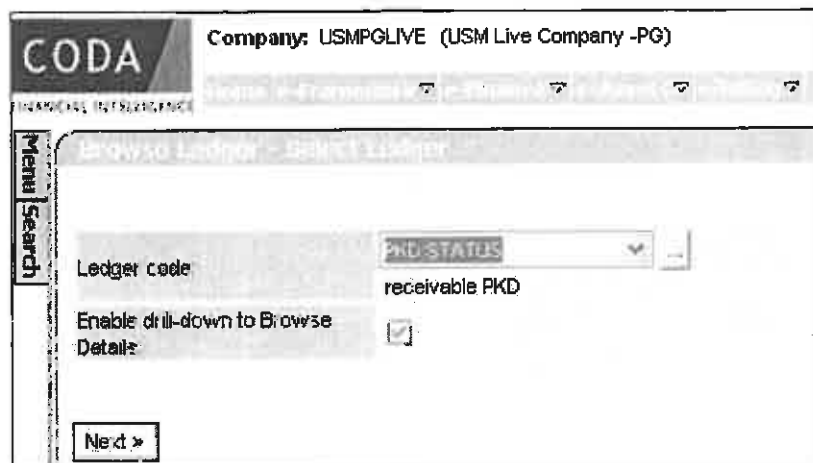 CODA
Company: USMPGLIVE (USM Live Company -PG)
FINANCIAL INTELLIGENCE
Menu
Search
Browse Ledger - Select Ledger
Ledger code
PKD STATUS
...
receivable PKD
Enable drill-down to Browse
Details
Next »